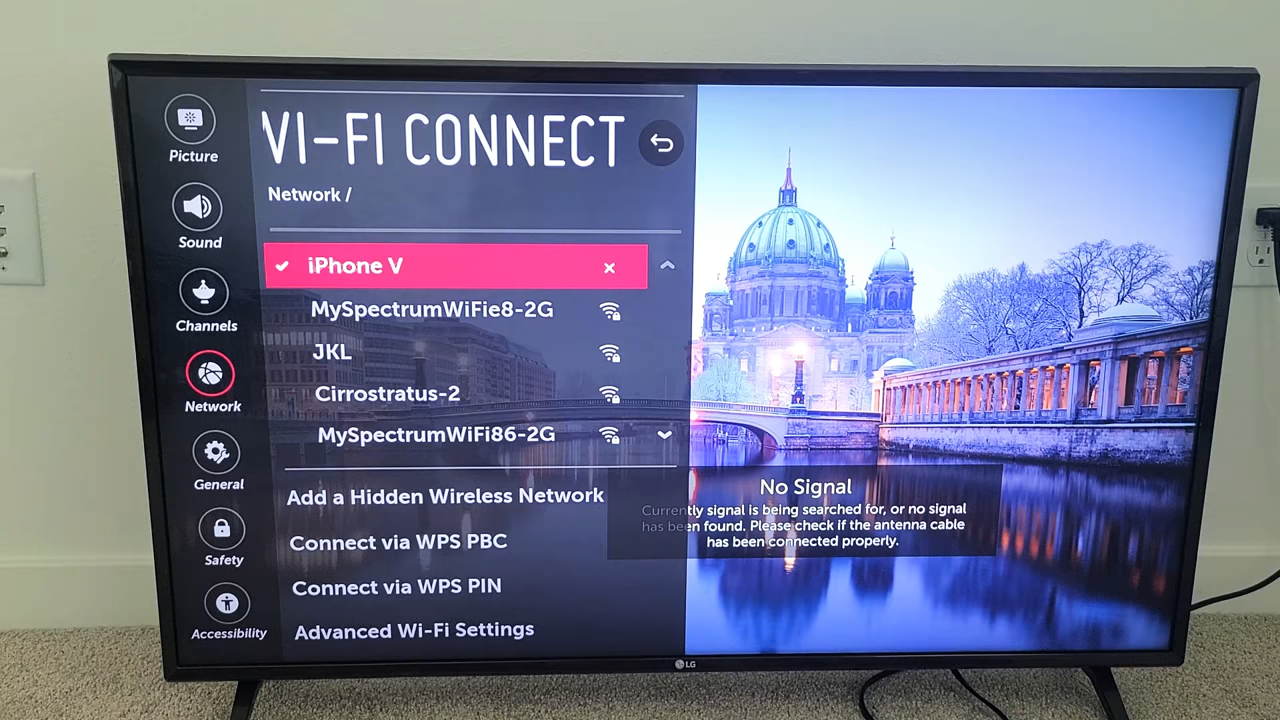 VI-FI CONNECT
Network /
Picture
Sound
Channels
Network
General
Safety
Accessibility
iPhone V
MySpectrumWiFie8-2G
JKL
Cirrostratus-2
MySpectrumWiFi86-2G
Add a Hidden Wireless Network
Connect via WPS PBC
Connect via WPS PIN
Advanced Wi-Fi Settings
No Signal
Currently signal is being searched for, or no signal
has been found. Please check if the antenna cable
has been connected properly.
LG